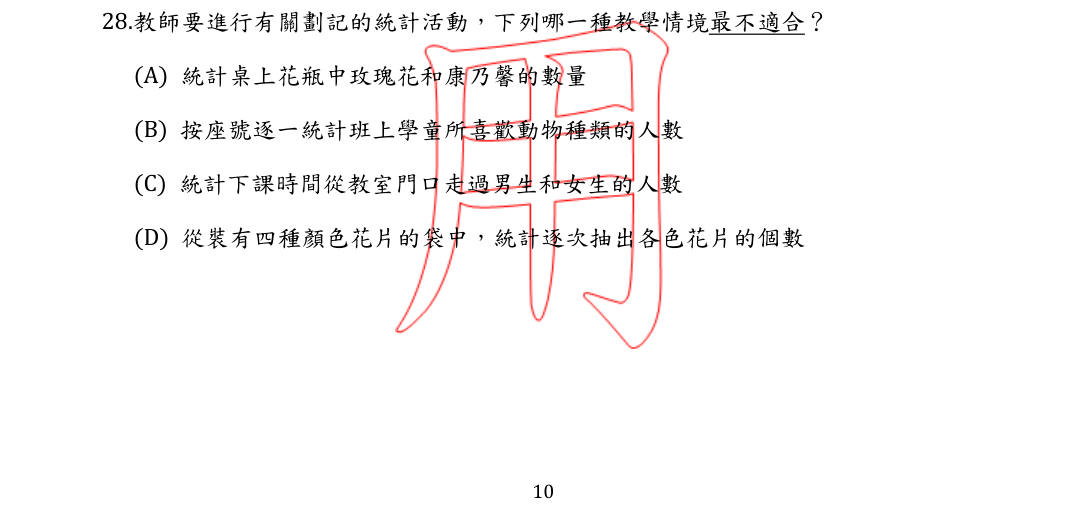 28.教師要進行有關劃記的統計活動，下列哪一種教學情境最不適合？
(A) 統計桌上花瓶中玫瑰花和康乃馨的數量
(B) 按座號逐一統計班上學童所喜歡動物種類的人數
(C) 統計下課時間從教室門口走過男生和女生的人數
(D) 從裝有四種顏色花片的袋中，統計逐次抽出各色花片的個數
用
10